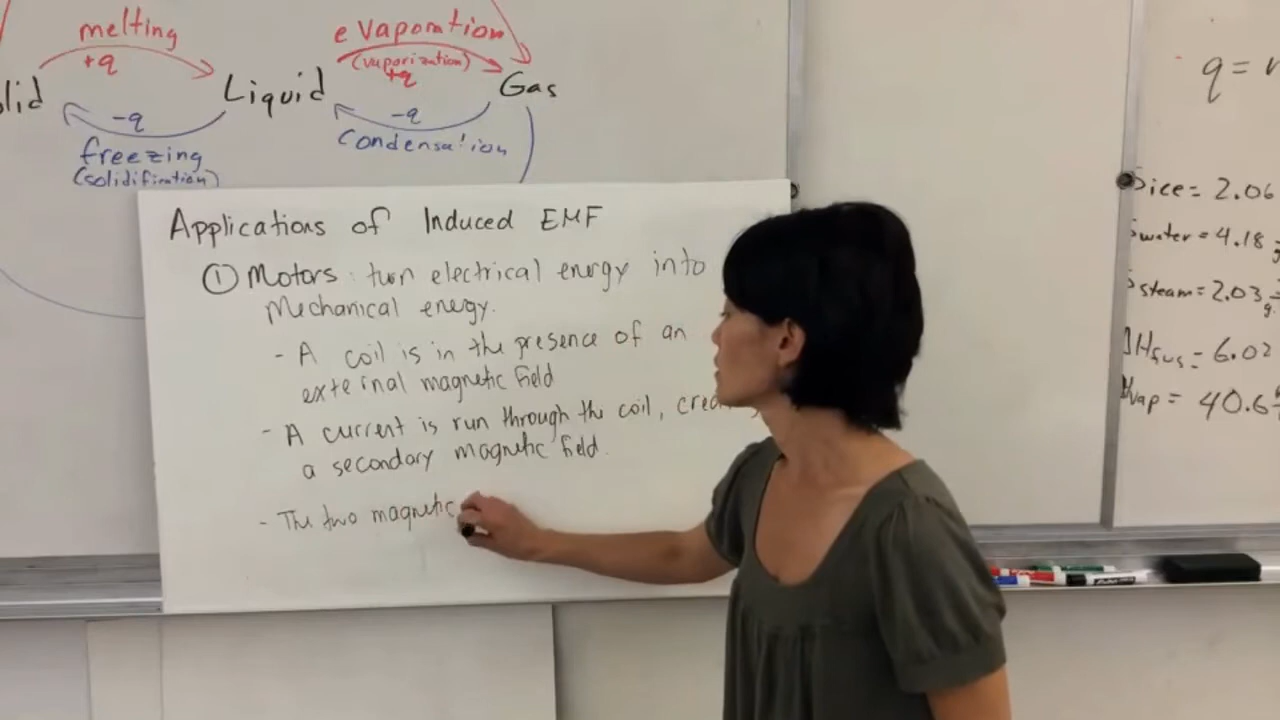 melting
+q
evaporation
(vaporization)
+q
Liquid
Gas
-q
freezing
(solidification)
-q
condensation
Applications of Induced EMF
① Motors: turn electrical energy into
Mechanical energy.
- A coil is in the presence of an
external magnetic field
- A current is run through the coil,
a secondary magnetic field.
- The two magnetic
q =
ice = 2.06
water = 4.18
steam = 2.03
ΔHfus = 6.02
vap = 40.6